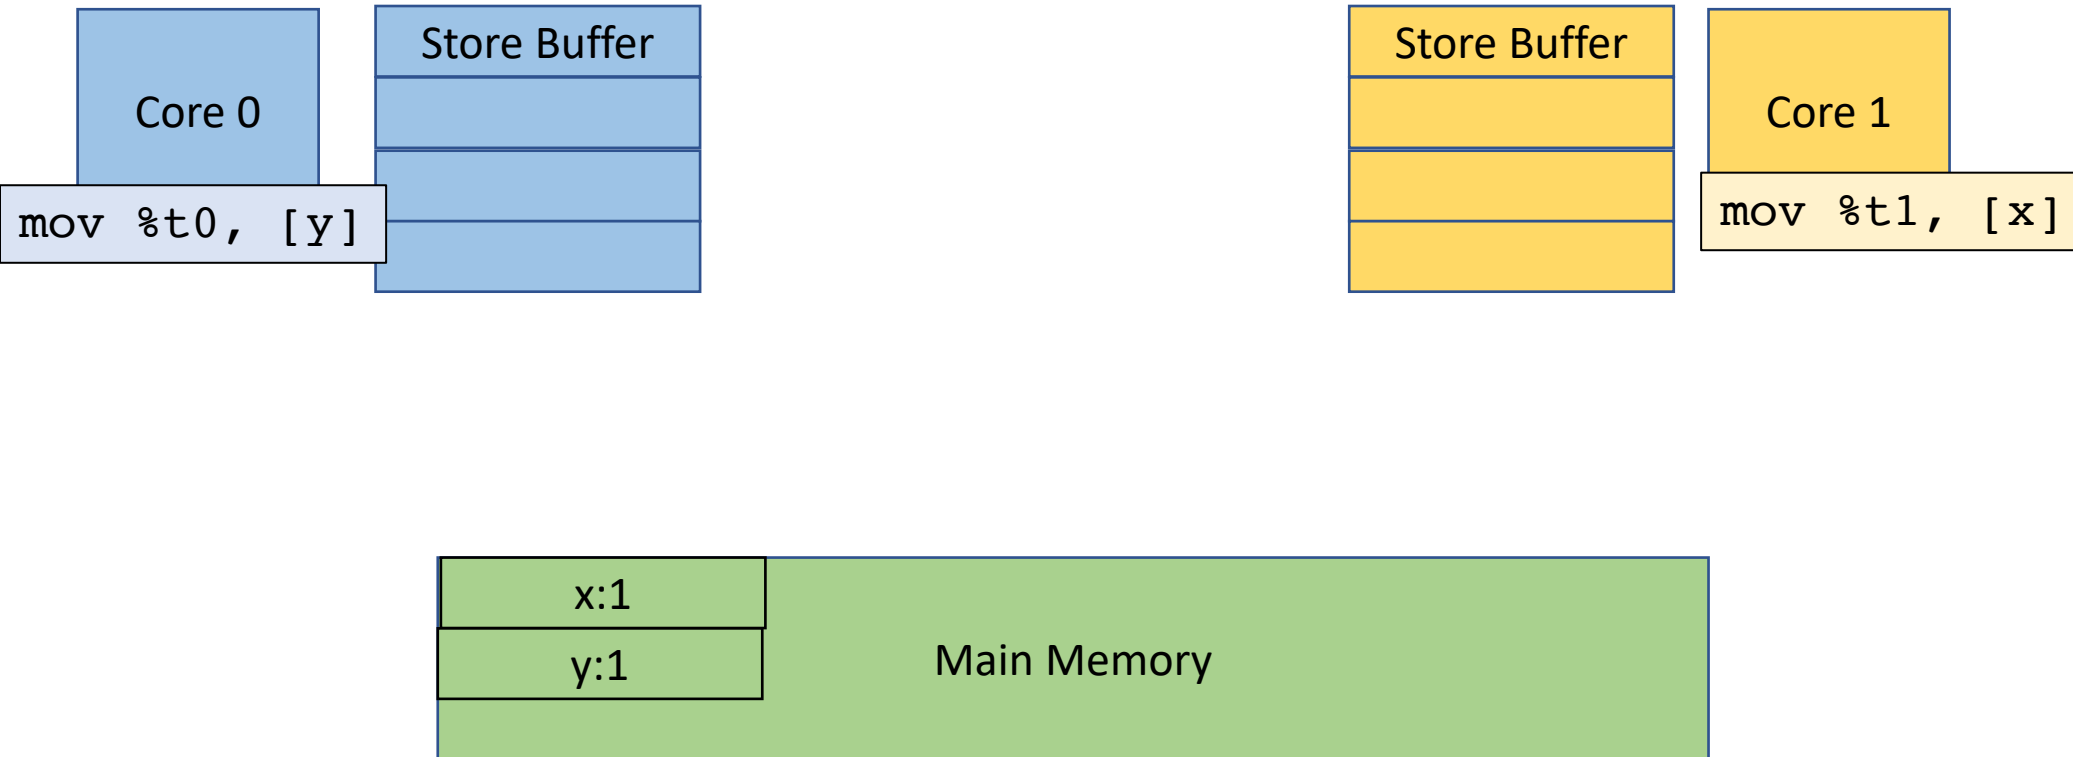 Core 0
Store Buffer
mov %t0, [y]
Store Buffer
Core 1
mov %t1, [x]
x:1
y:1
Main Memory